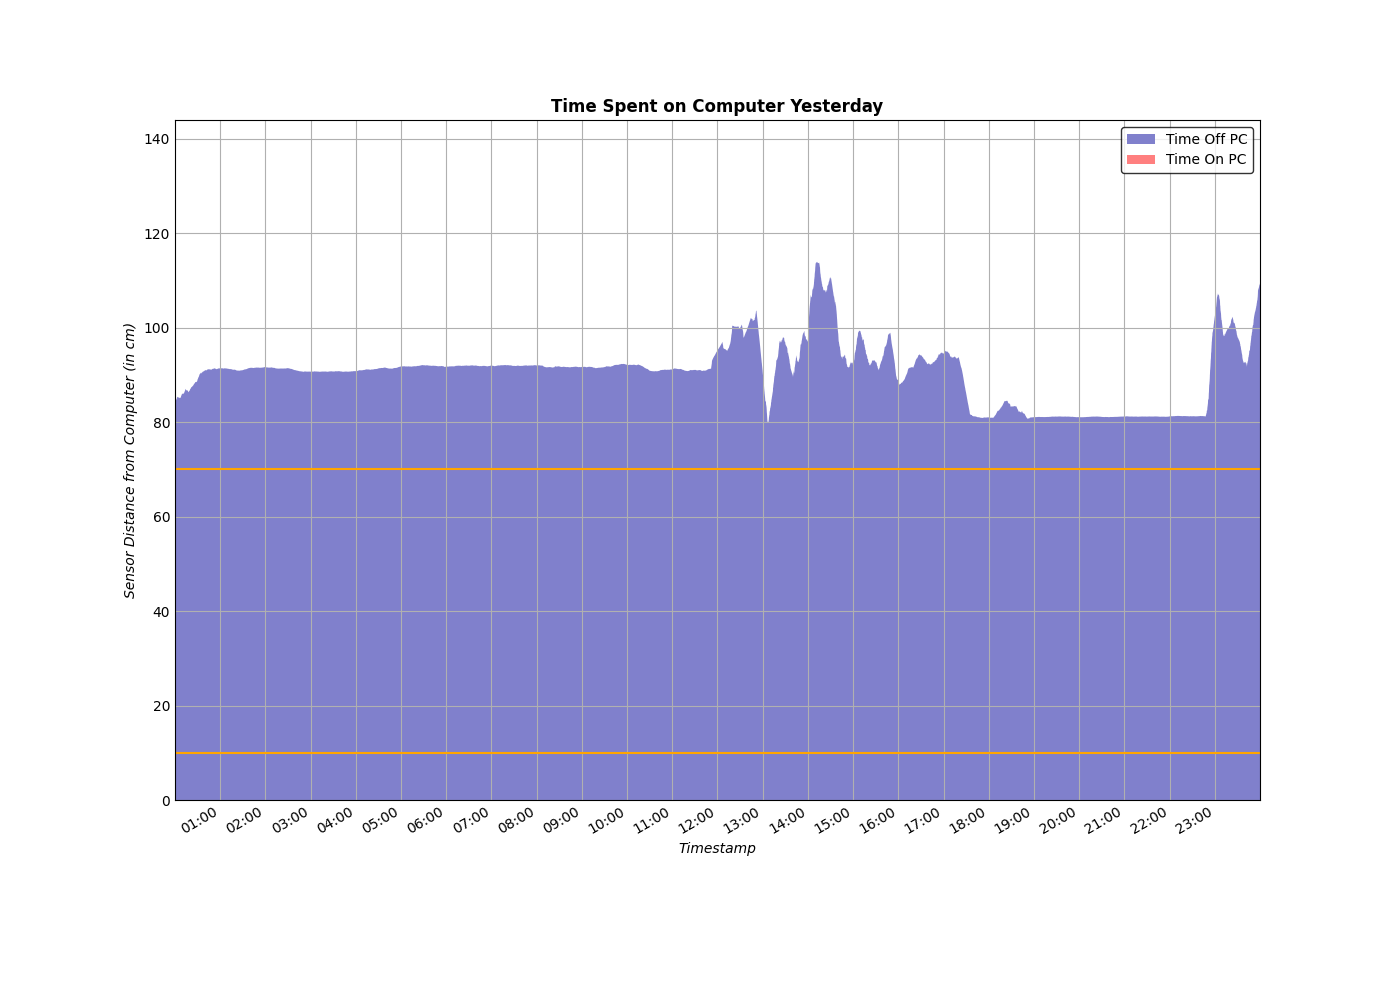 Time Spent on Computer Yesterday
Time Off PC
Time On PC
Sensor Distance from Computer (in cm)
140
120
100
80
60
40
20
0
01:00 02:00 03:00 04:00 05:00 06:00 07:00 08:00 09:00 10:00 11:00 12:00 13:00 14:00 15:00 16:00 17:00 18:00 19:00 20:00 21:00 22:00 23:00
Timestamp